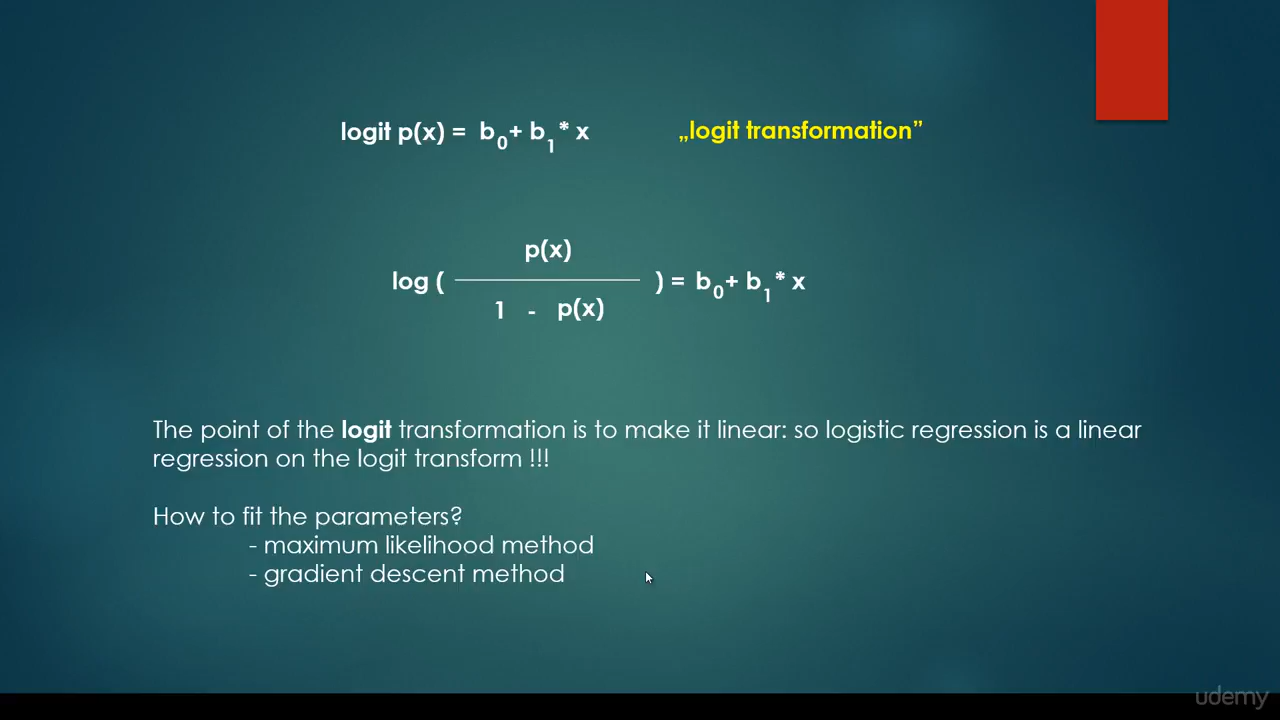 logit p(x) = b₀+ b₁* x „logit transformation”
p(x)
log ( ) = b₀+ b₁* x
1 - p(x)
The point of the logit transformation is to make it linear: so logistic regression is a linear
regression on the logit transform !!!
How to fit the parameters?
- maximum likelihood method
- gradient descent method
udemy